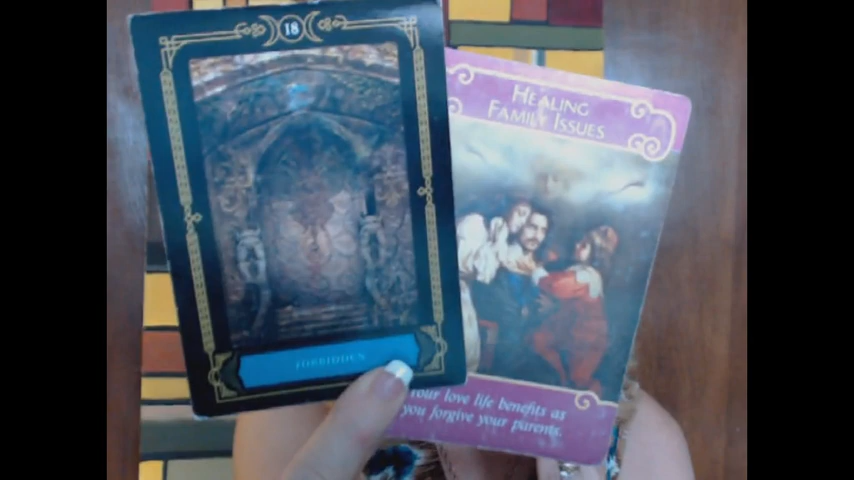 18
FORBIDDEN
HEALING
FAMILY ISSUES
Your love life benefits as
you forgive your parents.